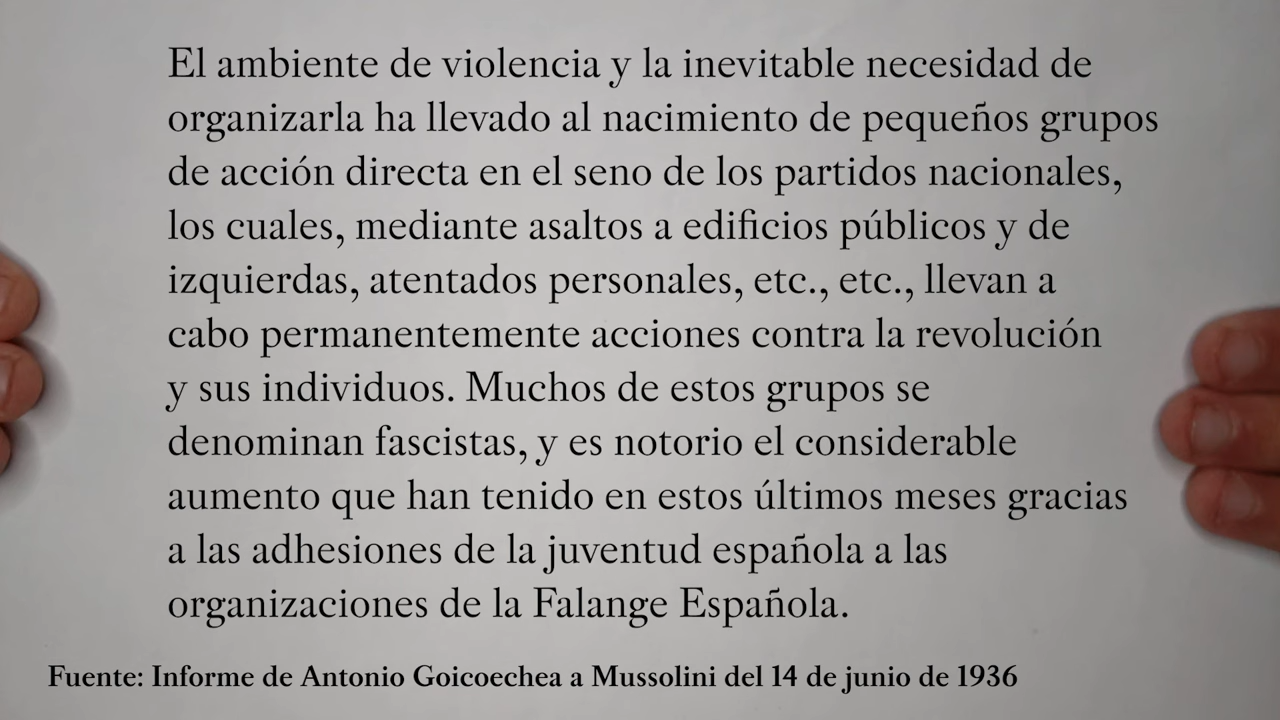 El ambiente de violencia y la inevitable necesidad de
organizarla ha llevado al nacimiento de pequeños grupos
de acción directa en el seno de los partidos nacionales,
los cuales, mediante asaltos a edificios públicos y de
izquierdas, atentados personales, etc., etc., llevan a
cabo permanentemente acciones contra la revolución
y sus individuos. Muchos de estos grupos se
denominan fascistas, y es notorio el considerable
aumento que han tenido en estos últimos meses gracias
a las adhesiones de la juventud española a las
organizaciones de la Falange Española.
Fuente: Informe de Antonio Goicoechea a Mussolini del 14 de junio de 1936